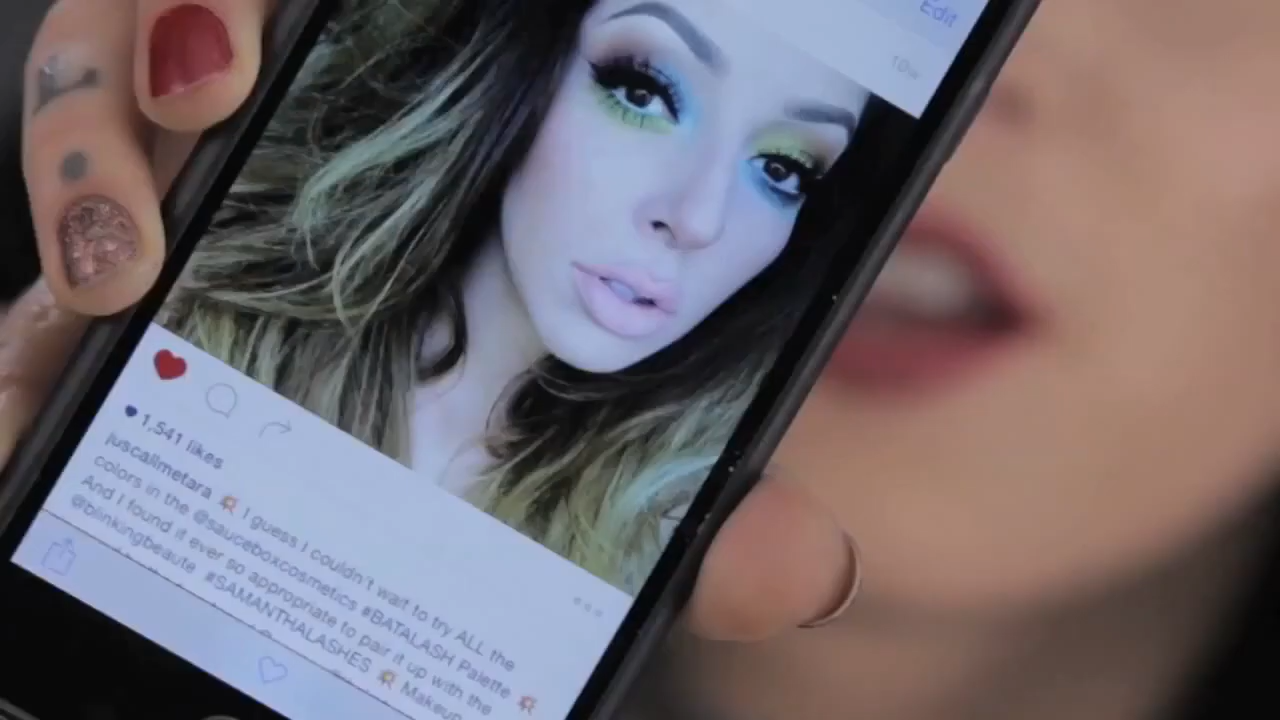 Edit
10w
1,541 likes
juscallmetara 💥 I guess I couldn't wait to try ALL the
colors in the @sauceboxcosmetics #BATALASH Palette 💥
And I found it ever so appropriate to pair it up with the
@blinkingbeaute #SAMANTHALASHES 💥 Makeup